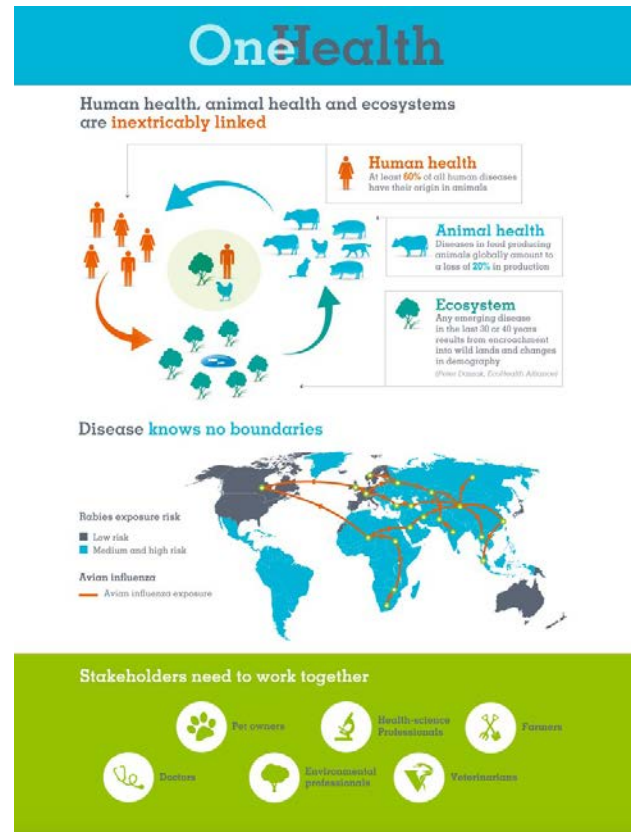 OneHealth
Human health, animal health and ecosystems
are inextricably linked
Human health
At least 60% of all human diseases
have their origin in animals
Animal health
Diseases in food producing
animals globally amount to
a loss of 20% in production
Ecosystem
Any emerging disease
in the last 30 or 40 years
results from encroachment
into wild lands and changes
in demography
(Peter Daszak, EcoHealth Alliance)
Disease knows no boundaries
Rabies exposure risk
Low risk
Medium and high risk
Avian influenza
Avian influenza exposure
Stakeholders need to work together
Pet owners
Health-science
Professionals
Farmers
Doctors
Environmental
professionals
Veterinarians